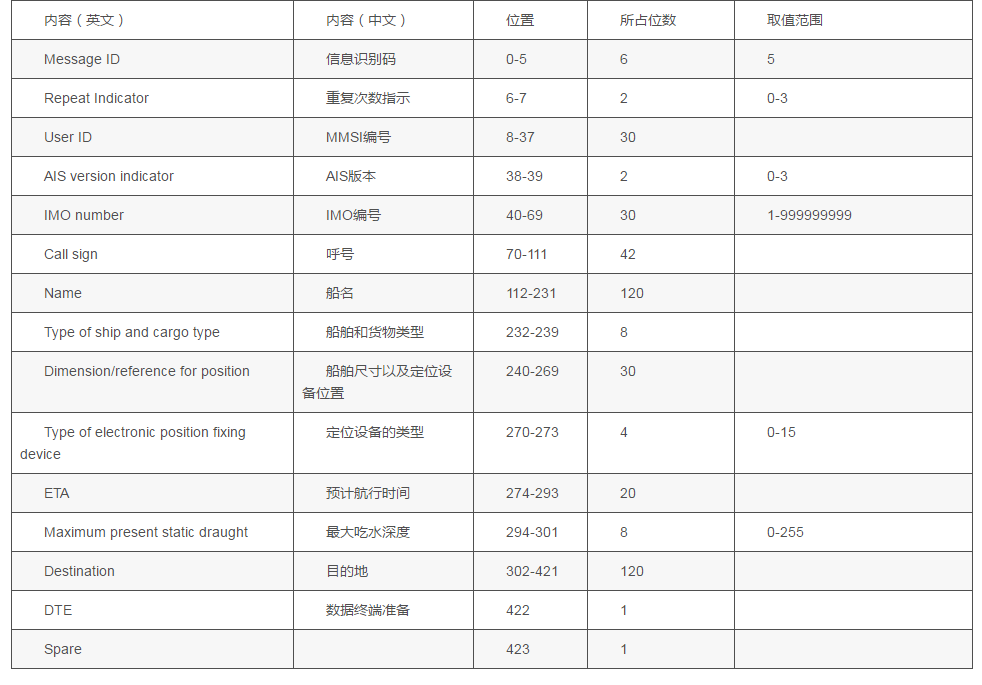 内容（英文） 内容（中文） 位置 所占位数 取值范围
Message ID 信息识别码 0-5 6 5
Repeat Indicator 重复次数指示 6-7 2 0-3
User ID MMSI编号 8-37 30
AIS version indicator AIS版本 38-39 2 0-3
IMO number IMO编号 40-69 30 1-999999999
Call sign 呼号 70-111 42
Name 船名 112-231 120
Type of ship and cargo type 船舶和货物类型 232-239 8
Dimension/reference for position 船舶尺寸以及定位设 240-269 30
备位置
Type of electronic position fixing 定位设备的类型 270-273 4 0-15
device
ETA 预计航行时间 274-293 20
Maximum present static draught 最大吃水深度 294-301 8 0-255
Destination 目的地 302-421 120
DTE 数据终端准备 422 1
Spare 423 1